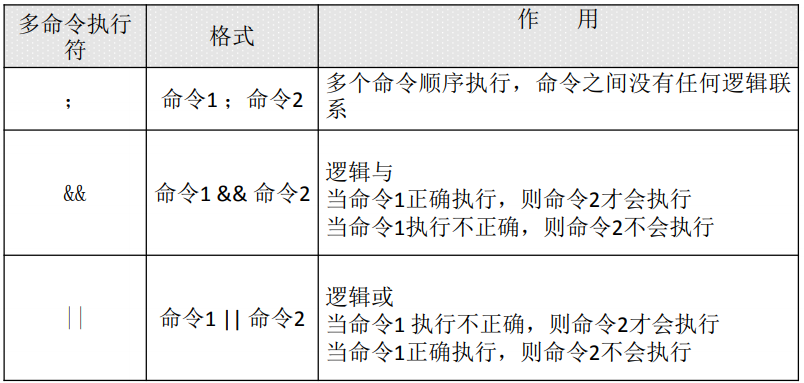 多命令执行符
格式
作 用
；
命令1 ；命令2
多个命令顺序执行，命令之间没有任何逻辑联
系
&&
命令1 && 命令2
逻辑与
当命令1正确执行，则命令2才会执行
当命令1执行不正确，则命令2不会执行
||
命令1 || 命令2
逻辑或
当命令1 执行不正确，则命令2才会执行
当命令1正确执行，则命令2不会执行